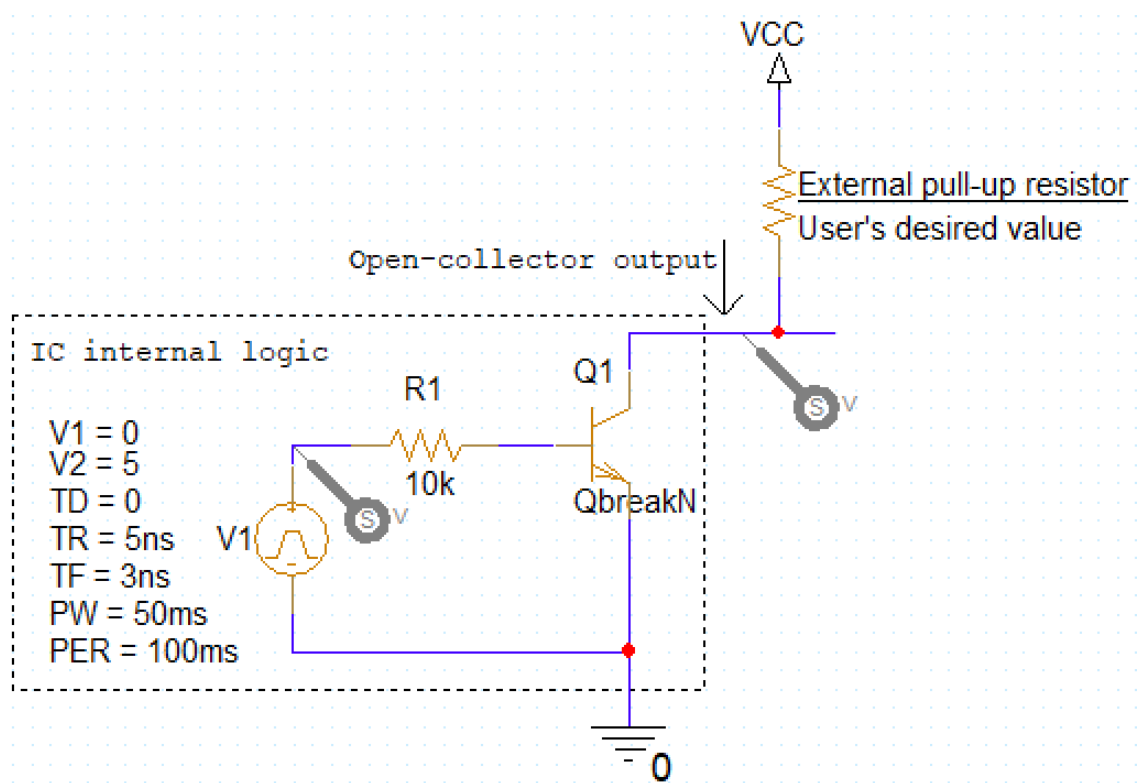 VCC
External pull-up resistor
User's desired value
Open-collector output
IC internal logic
Q1
R1
V1 = 0
V2 = 5
TD = 0
TR = 5ns
TF = 3ns
PW = 50ms
PER = 100ms
10k
QbreakN
V1
S V
S V
0